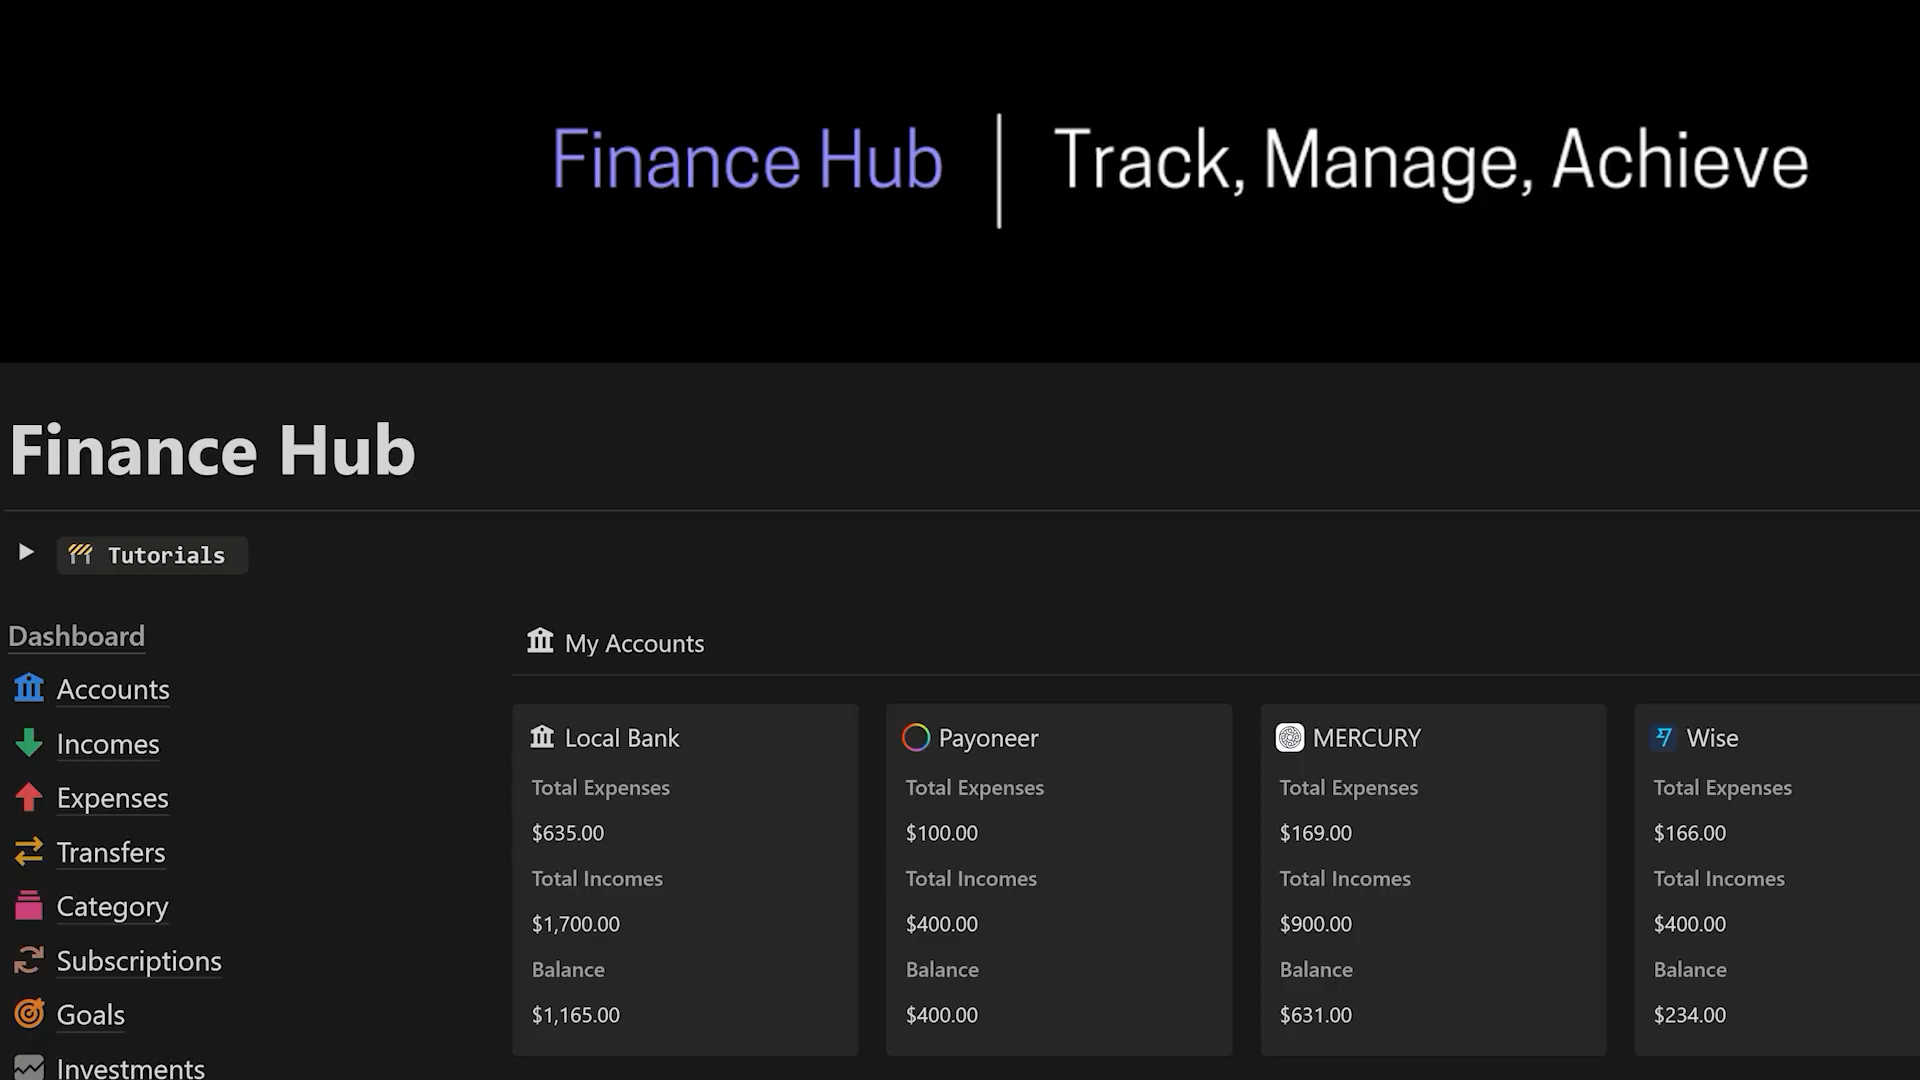 Finance Hub | Track, Manage, Achieve
Finance Hub
Tutorials
Dashboard
Accounts
Incomes
Expenses
Transfers
Category
Subscriptions
Goals
Investments
My Accounts
Local Bank
Total Expenses
$635.00
Total Incomes
$1,700.00
Balance
$1,165.00
Payoneer
Total Expenses
$100.00
Total Incomes
$400.00
Balance
$400.00
MERCURY
Total Expenses
$169.00
Total Incomes
$900.00
Balance
$631.00
Wise
Total Expenses
$166.00
Total Incomes
$400.00
Balance
$234.00